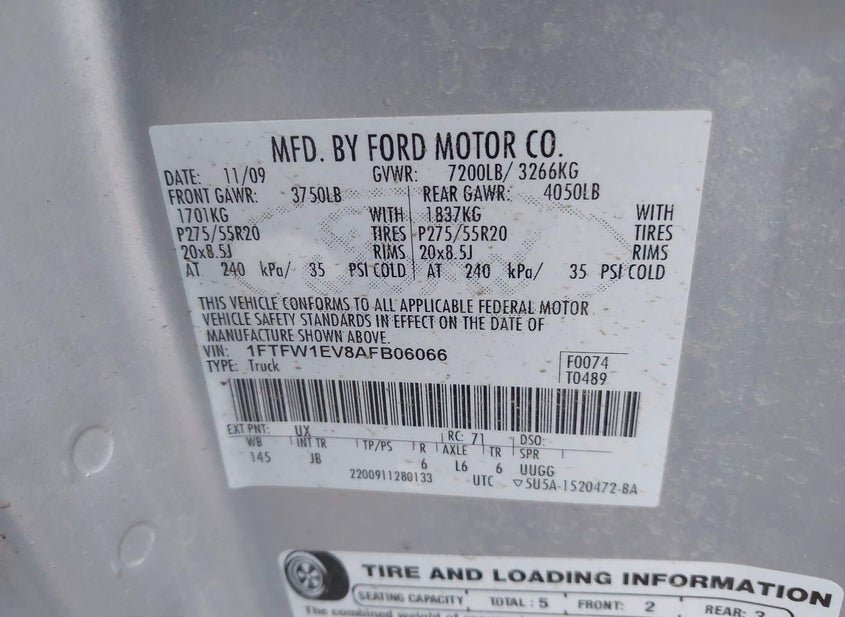 MFD. BY FORD MOTOR CO.
DATE: 11/09 GVWR: 7200LB/ 3266KG
FRONT GAWR: 3750LB REAR GAWR: 4050LB
1701KG WITH 1837KG WITH
P275/55R20 TIRES P275/55R20 TIRES
20x8.5J RIMS 20x8.5J RIMS
AT 240 kPa/ 35 PSI COLD AT 240 kPa/ 35 PSI COLD
THIS VEHICLE CONFORMS TO ALL APPLICABLE FEDERAL MOTOR
VEHICLE SAFETY STANDARDS IN EFFECT ON THE DATE OF
MANUFACTURE SHOWN ABOVE.
VIN: 1FTFW1EV8AFB06066
TYPE: Truck
F0074
T0489
EXT PNT: UX RC: 71 DSO:
WB INT TR TP/PS R AXLE TR SPR
145 JB 6 L6 6 UUGG
2200911280133 UTC ▽5U5A-1520472-BA
TIRE AND LOADING INFORMATION
SEATING CAPACITY TOTAL : 5 FRONT: 2 REAR: 3
The combined weight of